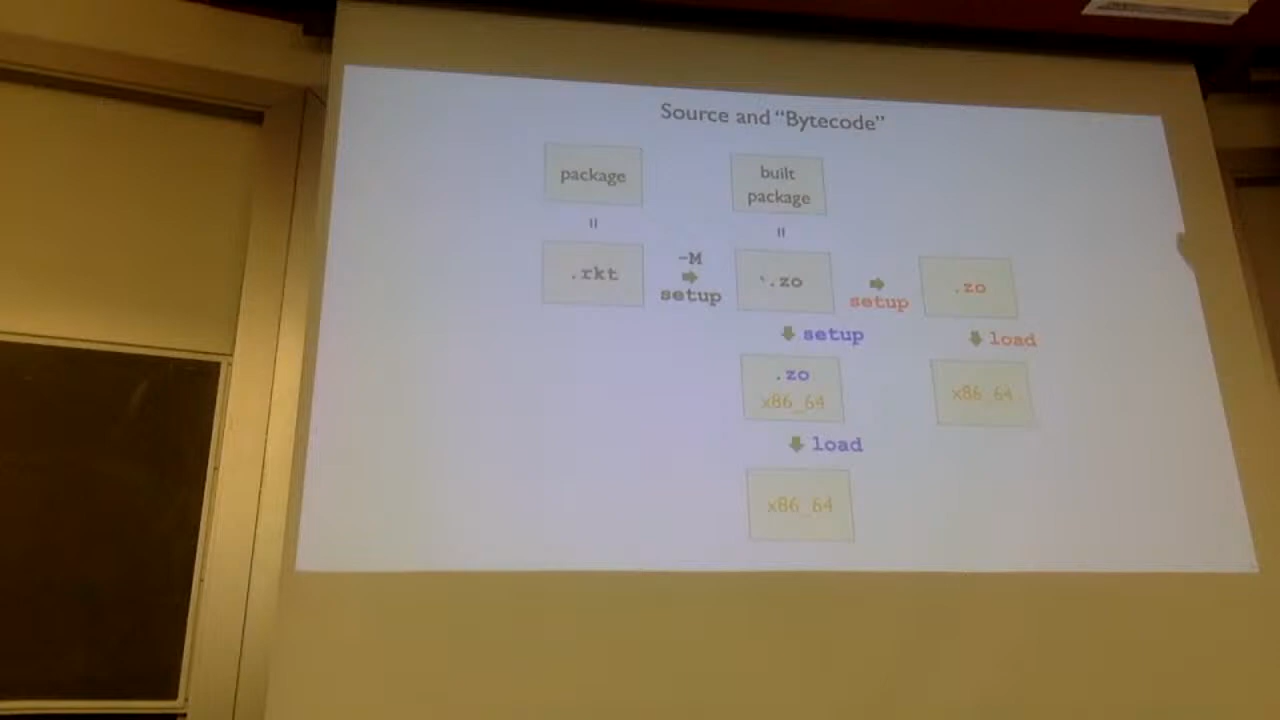 Source and “Bytecode”
package
built
package
=
=
.rkt
-M
setup
.zo
setup
.zo
setup
load
.zo
x86_64
x86_64
load
x86_64